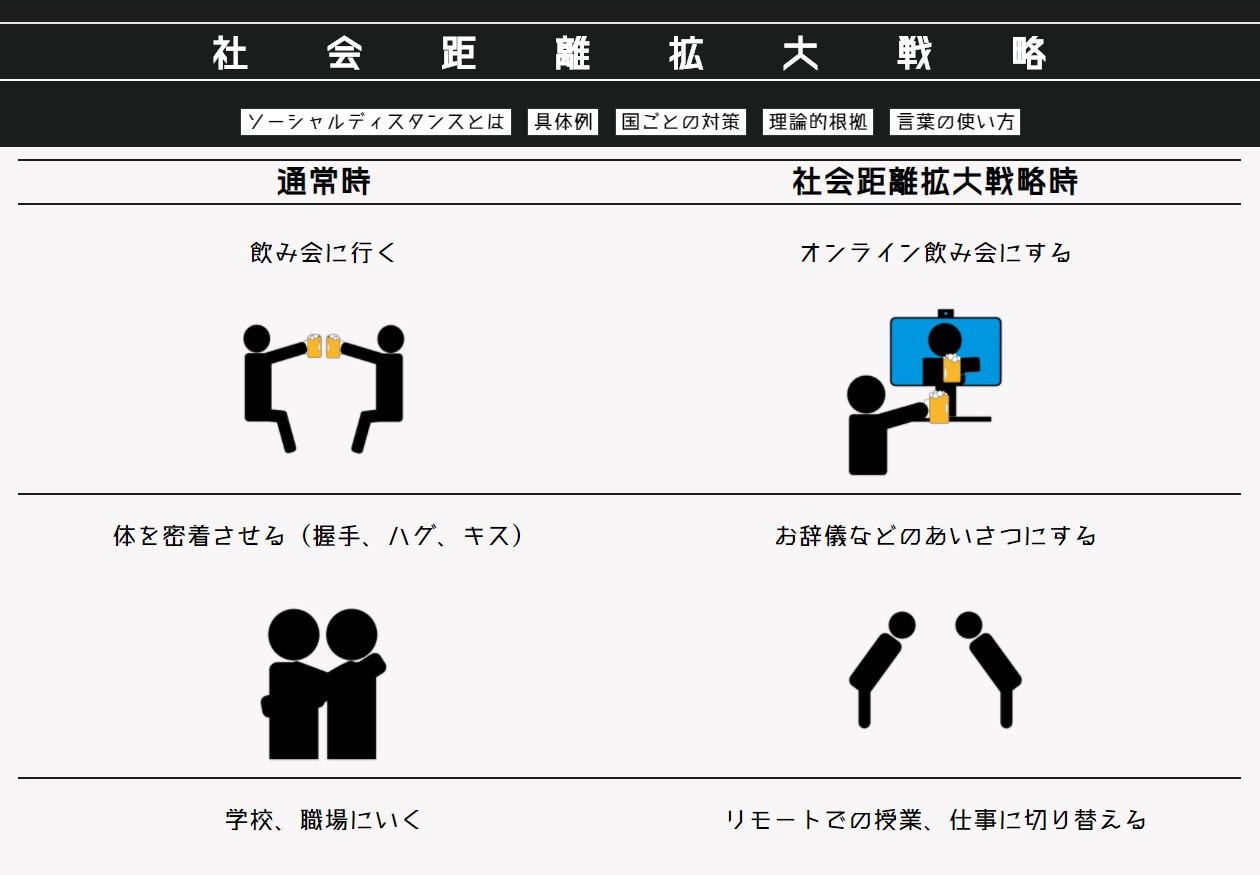 社会距離拡大戦略
ソーシャルディスタンスとは 具体例 国ごとの対策 理論的根拠 言葉の使い方
通常時 社会距離拡大戦略時
飲み会に行く オンライン飲み会にする
体を密着させる（握手、ハグ、キス） お辞儀などのあいさつにする
学校、職場にいく リモートでの授業、仕事に切り替える